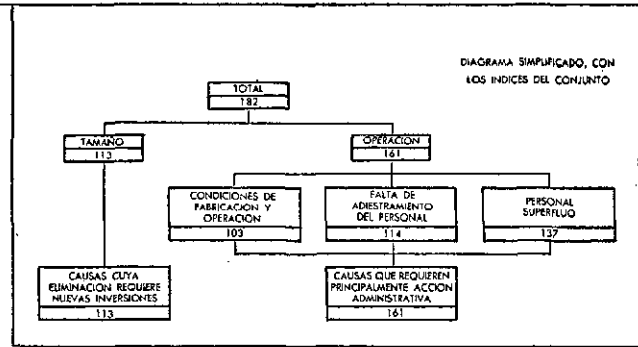 DIAGRAMA SIMPLIFICADO, CON
LOS INDICES DEL CONJUNTO
TOTAL
182
TAMAÑO
113
OPERACION
161
CONDICIONES DE
FABRICACION Y
OPERACION
103
FALTA DE
ADIESTRAMIENTO
DEL PERSONAL
114
PERSONAL
SUPERFLUO
137
CAUSAS CUYA
ELIMINACION REQUIERE
NUEVAS INVERSIONES
113
CAUSAS QUE REQUIEREN
PRINCIPALMENTE ACCION
ADMINISTRATIVA
161